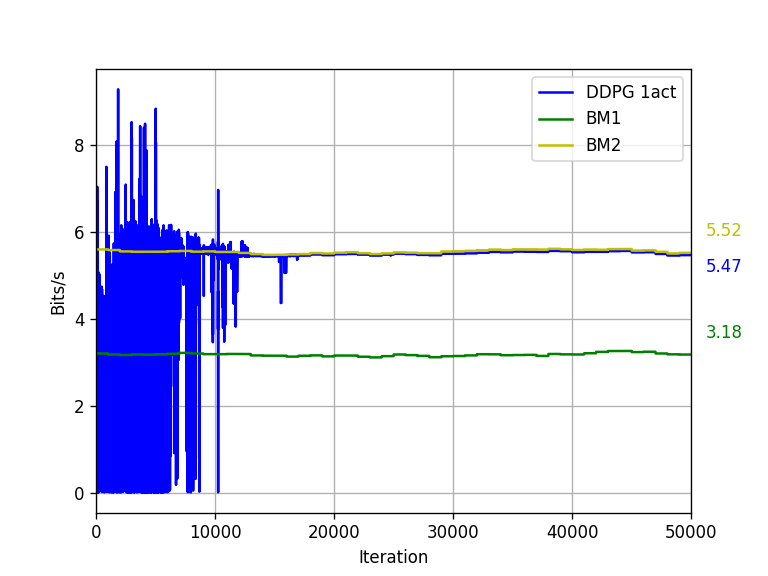 DDPG 1act
BM1
BM2
8
6
4
2
0
Bits/s
5.52
5.47
3.18
0
10000
20000
30000
40000
50000
Iteration